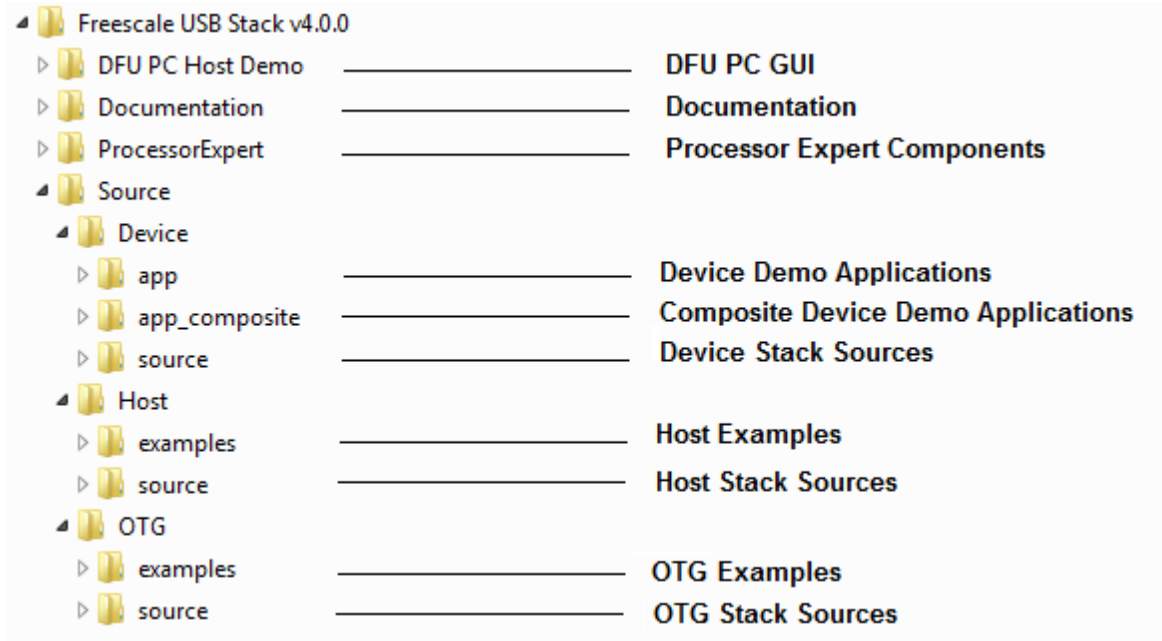 Freescale USB Stack v4.0.0
DFU PC Host Demo DFU PC GUI
Documentation Documentation
ProcessorExpert Processor Expert Components
Source
Device
app Device Demo Applications
app_composite Composite Device Demo Applications
source Device Stack Sources
Host
examples Host Examples
source Host Stack Sources
OTG
examples OTG Examples
source OTG Stack Sources